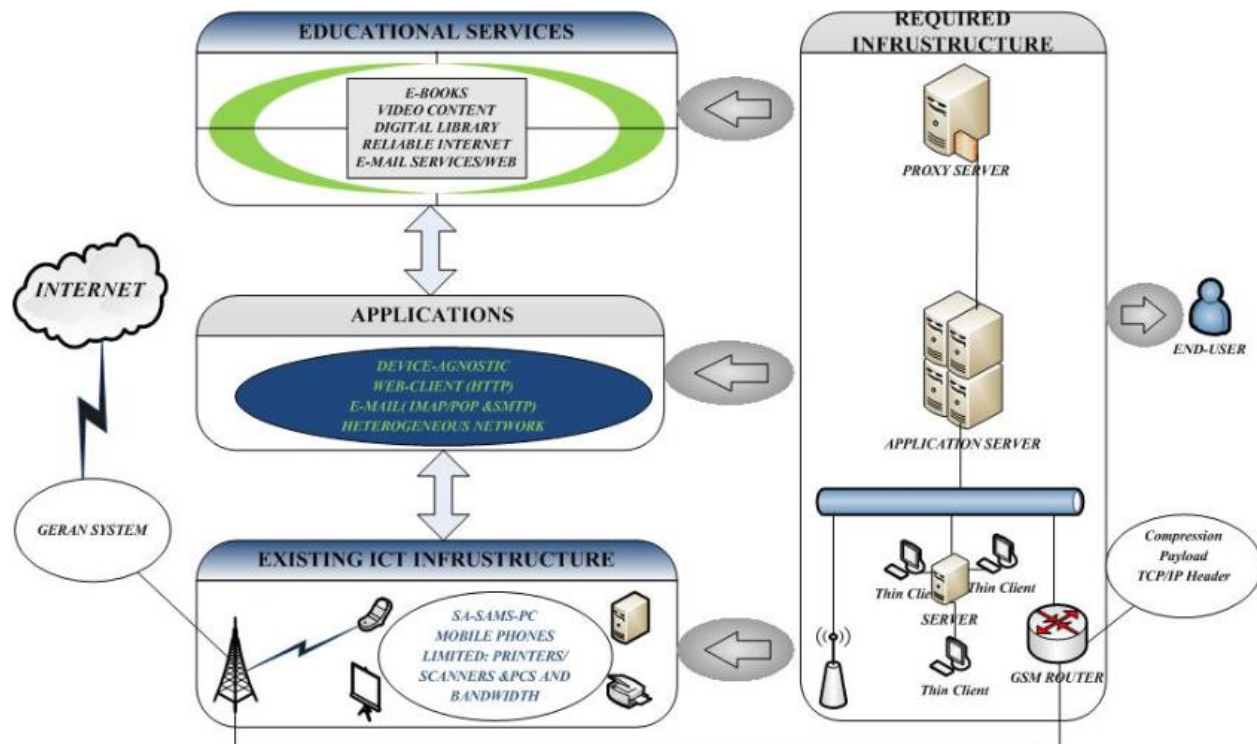 EDUCATIONAL SERVICES
E-BOOKS
VIDEO CONTENT
DIGITAL LIBRARY
RELIABLE INTERNET
E-MAIL SERVICES/WEB
INTERNET
APPLICATIONS
DEVICE-AGNOSTIC
WEB-CLIENT (HTTP)
E-MAIL( IMAP/POP &SMTP)
HETEROGENEOUS NETWORK
GERAN SYSTEM
EXISTING ICT INFRUSTRUCTURE
SA-SAMS-PC
MOBILE PHONES
LIMITED: PRINTERS/
SCANNERS &PCS AND
BANDWIDTH
REQUIRED
INFRUSTRUCTURE
PROXY SERVER
APPLICATION SERVER
Thin Clie
Thin Client
SERVER
Thin Client
GSM ROUTER
END-USER
Compression
Payload
TCP/IP Header